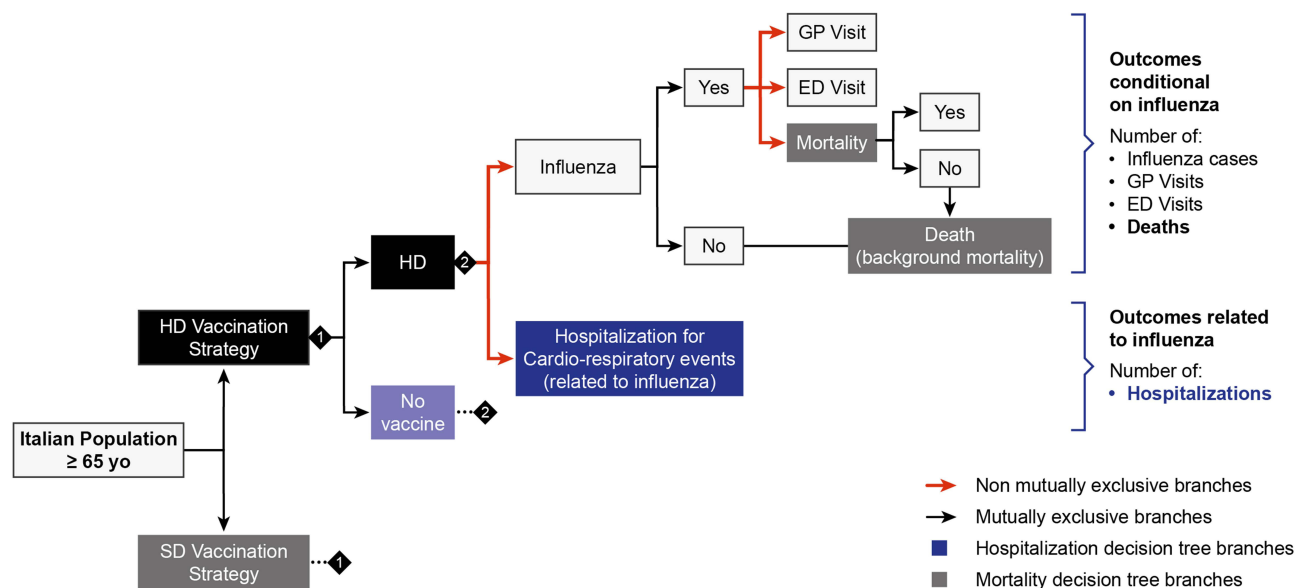 GP Visit
ED Visit
Mortality
Yes
Yes
No
Influenza
No
Death
(background mortality)
HD
2
HD Vaccination
Strategy
1
Hospitalization for
Cardio-respiratory events
(related to influenza)
No
vaccine
2
Italian Population
≥ 65 yo
SD Vaccination
Strategy
1
Outcomes
conditional
on influenza
Number of:
• Influenza cases
• GP Visits
• ED Visits
• Deaths
Outcomes related
to influenza
Number of:
• Hospitalizations
Non mutually exclusive branches
Mutually exclusive branches
Hospitalization decision tree branches
Mortality decision tree branches